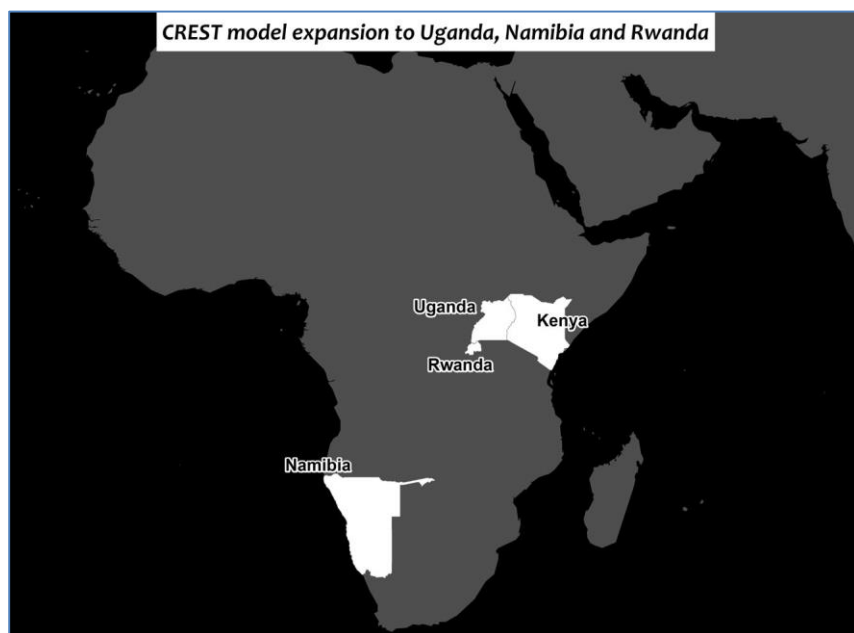 CREST model expansion to Uganda, Namibia and Rwanda
Uganda
Kenya
Rwanda
Namibia